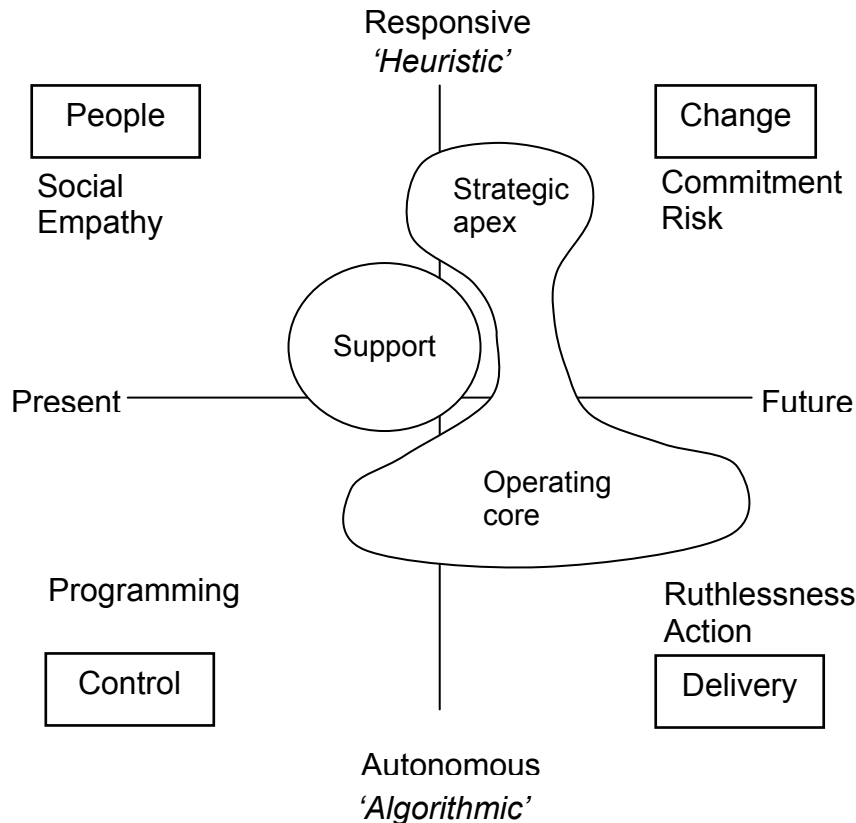 Responsive
‘Heuristic’
People
Change
Social
Empathy
Strategic
apex
Commitment
Risk
Support
Present
Future
Operating
core
Programming
Ruthlessness
Action
Control
Delivery
Autonomous
‘Algorithmic’